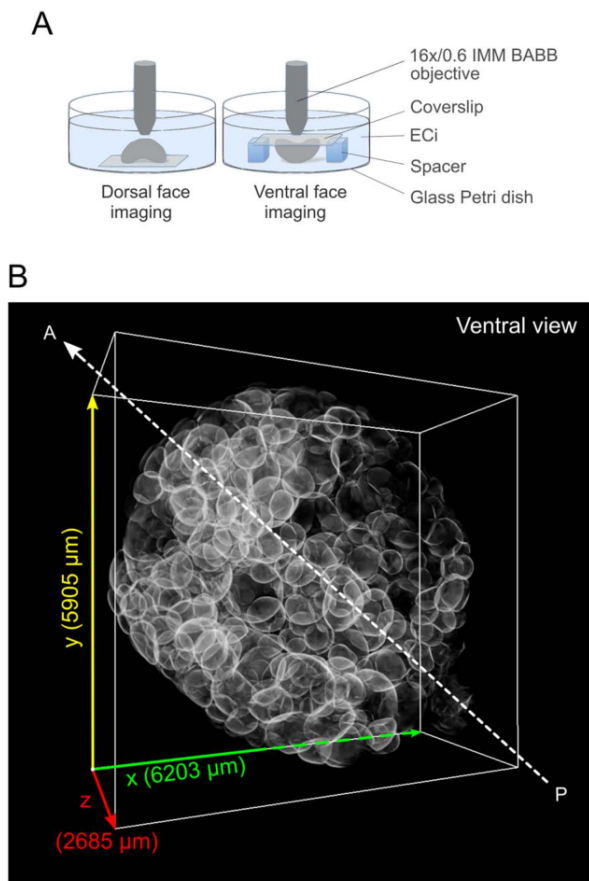 A
16x/0.6 IMM BABB
objective
Coverslip
ECi
Spacer
Glass Petri dish
Dorsal face
imaging
Ventral face
imaging
B
Ventral view
A
y (5905 µm)
x (6203 µm)
z
(2685 µm)
P